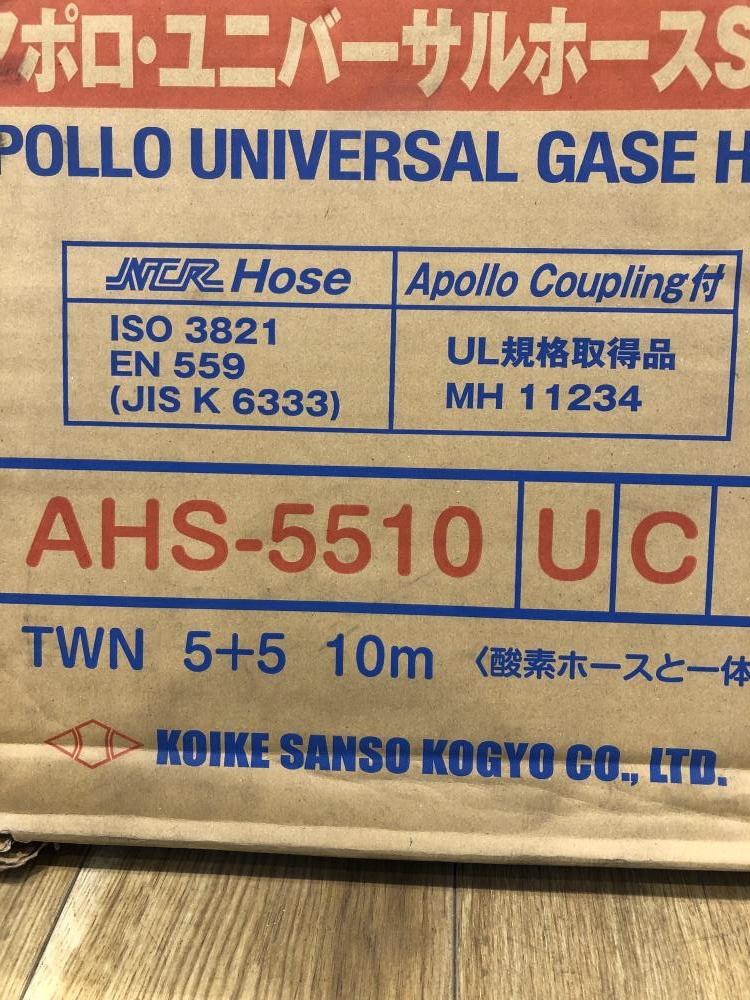 アポロ・ユニバーサルホースS
POLLO UNIVERSAL GASE H
NCR Hose
Apollo Coupling付
ISO 3821
EN 559
(JIS K 6333)
UL規格取得品
MH 11234
AHS-5510 U C
TWN 5+5 10m 〈酸素ホースと一体
KOIKE SANSO KOGYO CO., LTD.